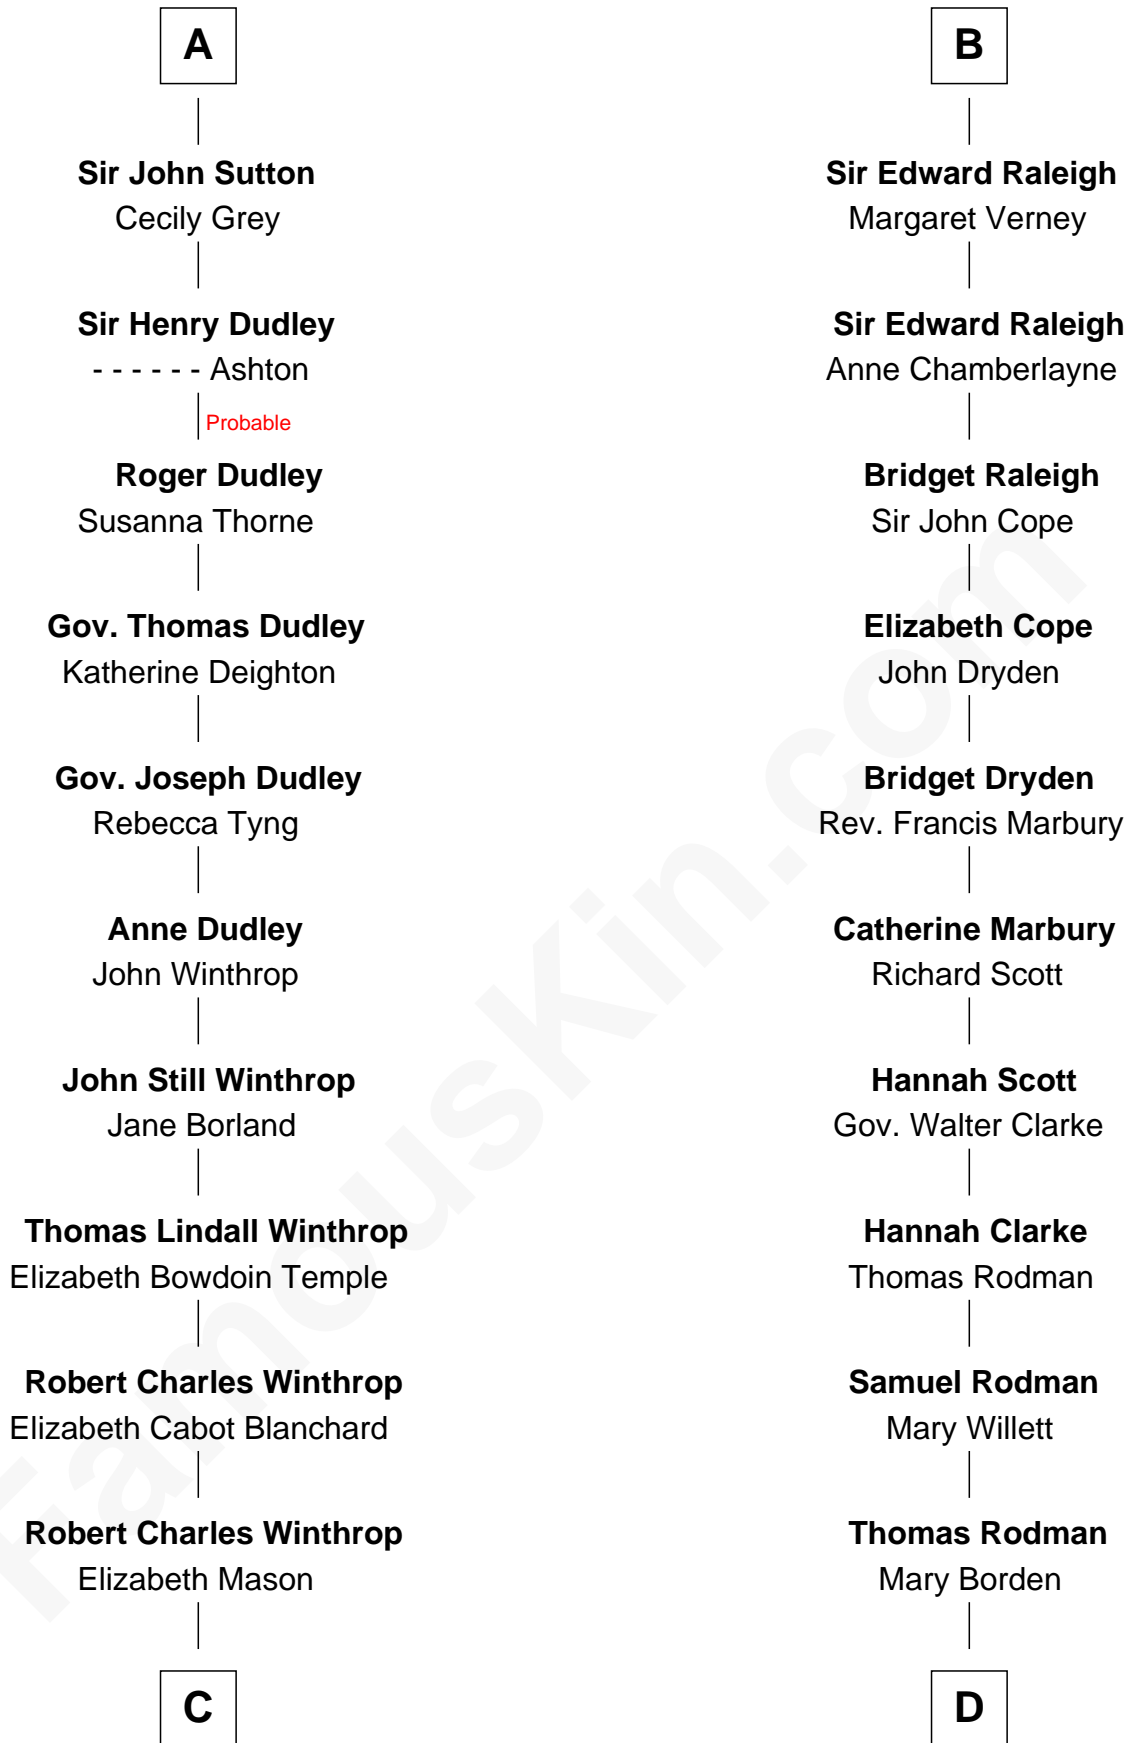 A
Sir John Sutton
Cecily Grey
Sir Henry Dudley
- - - - - - Ashton
Probable
Roger Dudley
Susanna Thorne
Gov. Thomas Dudley
Katherine Deighton
Gov. Joseph Dudley
Rebecca Tyng
Anne Dudley
John Winthrop
John Still Winthrop
Jane Borland
Thomas Lindall Winthrop
Elizabeth Bowdoin Temple
Robert Charles Winthrop
Elizabeth Cabot Blanchard
Robert Charles Winthrop
Elizabeth Mason
C
B
Sir Edward Raleigh
Margaret Verney
Sir Edward Raleigh
Anne Chamberlayne
Bridget Raleigh
Sir John Cope
Elizabeth Cope
John Dryden
Bridget Dryden
Rev. Francis Marbury
Catherine Marbury
Richard Scott
Hannah Scott
Gov. Walter Clarke
Hannah Clarke
Thomas Rodman
Samuel Rodman
Mary Willett
Thomas Rodman
Mary Borden
D
FamousKin.com